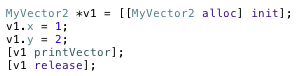 MyVector2 *v1 = [[MyVector2 alloc] init];
v1.x = 1;
v1.y = 2;
[v1 printVector];
[v1 release];